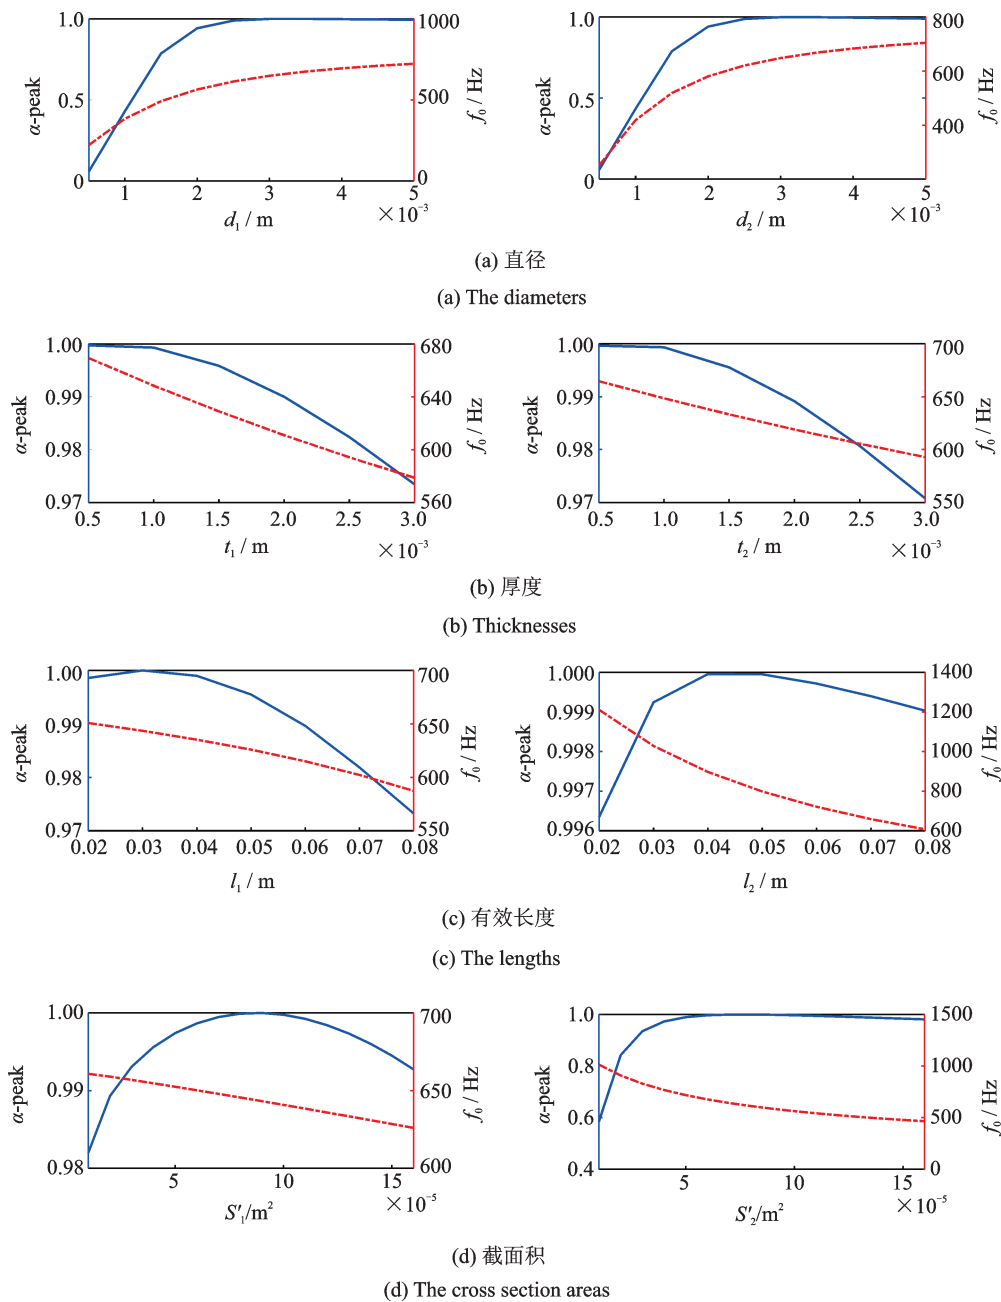 1.0
0.5
0
α-peak
1000
500
0
f₀ / Hz
1 2 3 4 5
×10⁻³
d₁ / m
1.0
0.5
0
α-peak
800
600
400
f₀ / Hz
1 2 3 4 5
×10⁻³
d₂ / m
(a) 直径
(a) The diameters
1.00
0.99
0.98
0.97
α-peak
680
640
600
560
f₀ / Hz
0.5 1.0 1.5 2.0 2.5 3.0
t₁ / m
×10⁻³
1.00
0.99
0.98
0.97
α-peak
700
650
600
550
f₀ / Hz
0.5 1.0 1.5 2.0 2.5 3.0
t₂ / m
×10⁻³
(b) 厚度
(b) Thicknesses
1.00
0.99
0.98
0.97
α-peak
700
650
600
550
f₀ / Hz
0.02 0.03 0.04 0.05 0.06 0.07 0.08
l₁ / m
1.000
0.999
0.998
0.997
0.996
α-peak
1400
1200
1000
800
600
f₀ / Hz
0.02 0.03 0.04 0.05 0.06 0.07 0.08
l₂ / m
(c) 有效长度
(c) The lengths
1.00
0.99
0.98
α-peak
700
650
600
f₀ / Hz
5 10 15
×10⁻⁵
S′₁/m²
1.0
0.8
0.6
0.4
α-peak
1500
1000
500
0
f₀ / Hz
5 10 15
×10⁻⁵
S′₂/m²
(d) 截面积
(d) The cross section areas